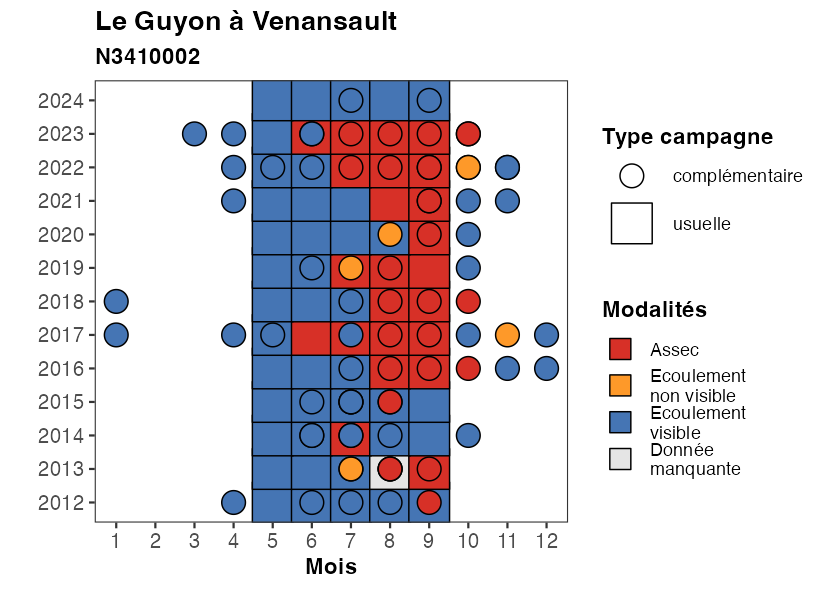 Le Guyon à Venansault
N3410002
2024
2023
2022
2021
2020
2019
2018
2017
2016
2015
2014
2013
2012
1 2 3 4 5 6 7 8 9 10 11 12
Mois
Type campagne
complémentaire
usuelle
Modalités
Assec
Ecoulement
non visible
Ecoulement
visible
Donnée
manquante